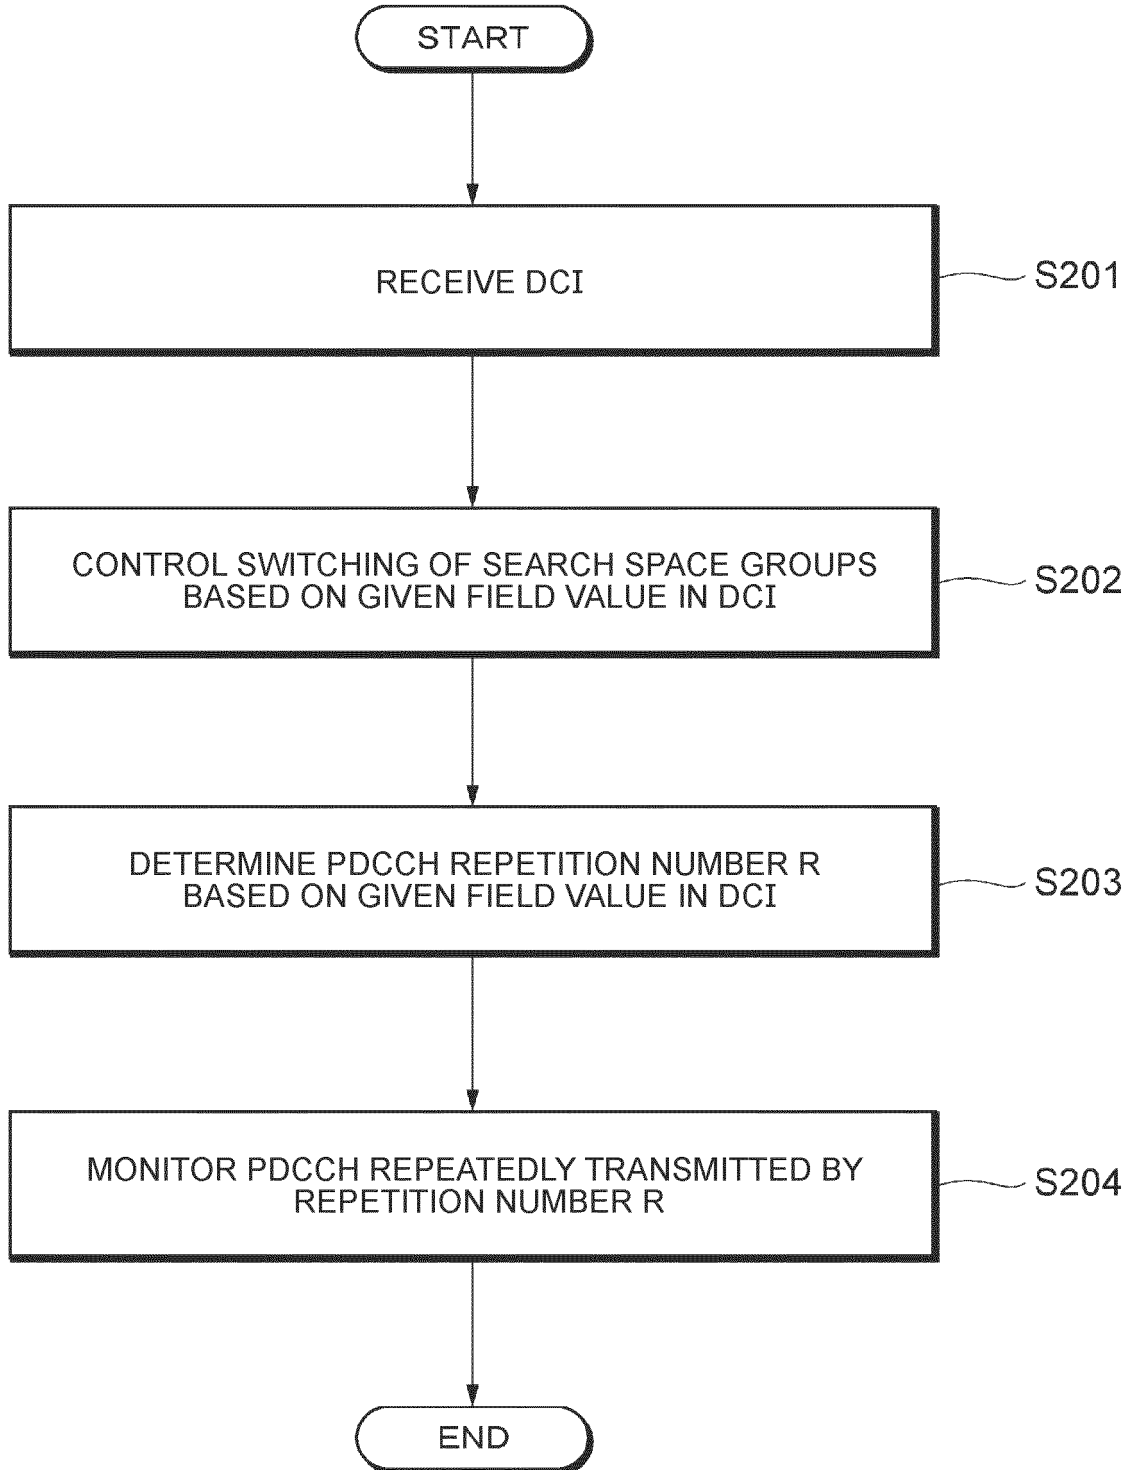 START
RECEIVE DCI
S201
CONTROL SWITCHING OF SEARCH SPACE GROUPS
BASED ON GIVEN FIELD VALUE IN DCI
S202
DETERMINE PDCCH REPETITION NUMBER R
BASED ON GIVEN FIELD VALUE IN DCI
S203
MONITOR PDCCH REPEATEDLY TRANSMITTED BY
REPETITION NUMBER R
S204
END